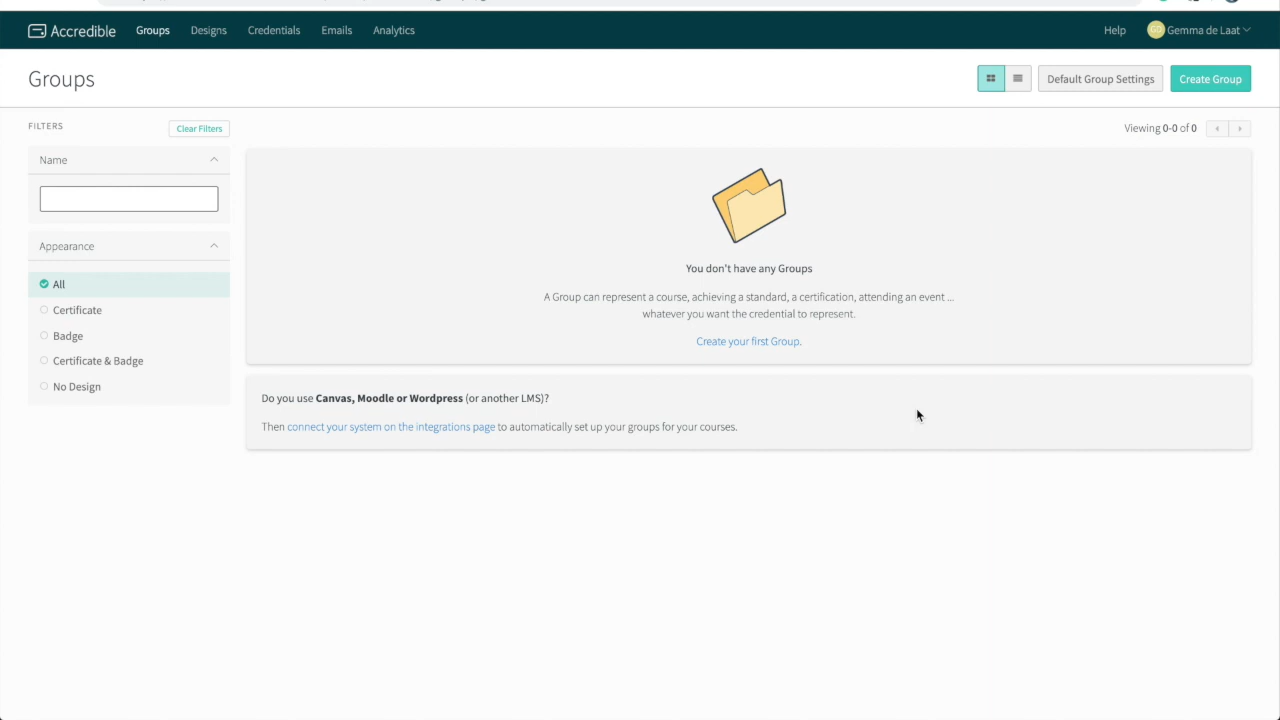 Accredible Groups Designs Credentials Emails Analytics Help GD Gemma de Laat
Groups Default Group Settings Create Group
FILTERS Clear Filters Viewing 0-0 of 0
Name
Appearance
All
Certificate
Badge
Certificate & Badge
No Design
You don't have any Groups
A Group can represent a course, achieving a standard, a certification, attending an event ...
whatever you want the credential to represent.
Create your first Group.
Do you use Canvas, Moodle or Wordpress (or another LMS)?
Then connect your system on the integrations page to automatically set up your groups for your courses.